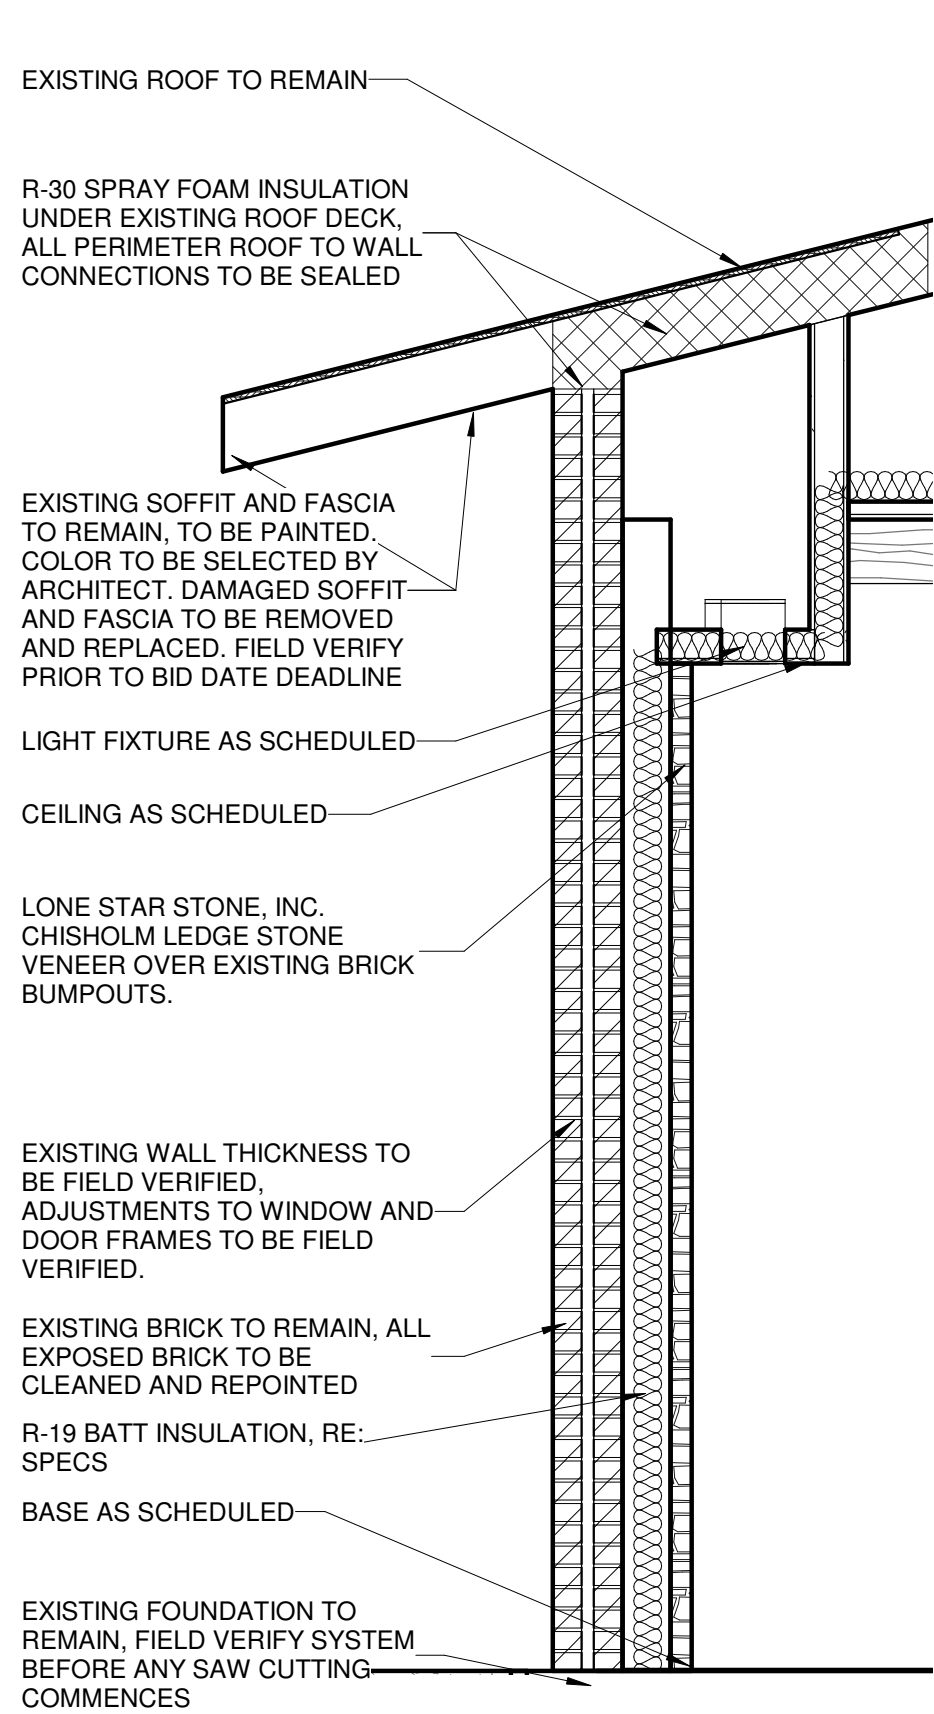 EXISTING ROOF TO REMAIN
R-30 SPRAY FOAM INSULATION
UNDER EXISTING ROOF DECK,
ALL PERIMETER ROOF TO WALL
CONNECTIONS TO BE SEALED
EXISTING SOFFIT AND FASCIA
TO REMAIN, TO BE PAINTED.
COLOR TO BE SELECTED BY
ARCHITECT. DAMAGED SOFFIT
AND FASCIA TO BE REMOVED
AND REPLACED. FIELD VERIFY
PRIOR TO BID DATE DEADLINE
LIGHT FIXTURE AS SCHEDULED
CEILING AS SCHEDULED
LONE STAR STONE, INC.
CHISHOLM LEDGE STONE
VENEER OVER EXISTING BRICK
BUMPOUTS.
EXISTING WALL THICKNESS TO
BE FIELD VERIFIED,
ADJUSTMENTS TO WINDOW AND
DOOR FRAMES TO BE FIELD
VERIFIED.
EXISTING BRICK TO REMAIN, ALL
EXPOSED BRICK TO BE
CLEANED AND REPOINTED
R-19 BATT INSULATION, RE:
SPECS
BASE AS SCHEDULED
EXISTING FOUNDATION TO
REMAIN, FIELD VERIFY SYSTEM
BEFORE ANY SAW CUTTING
COMMENCES